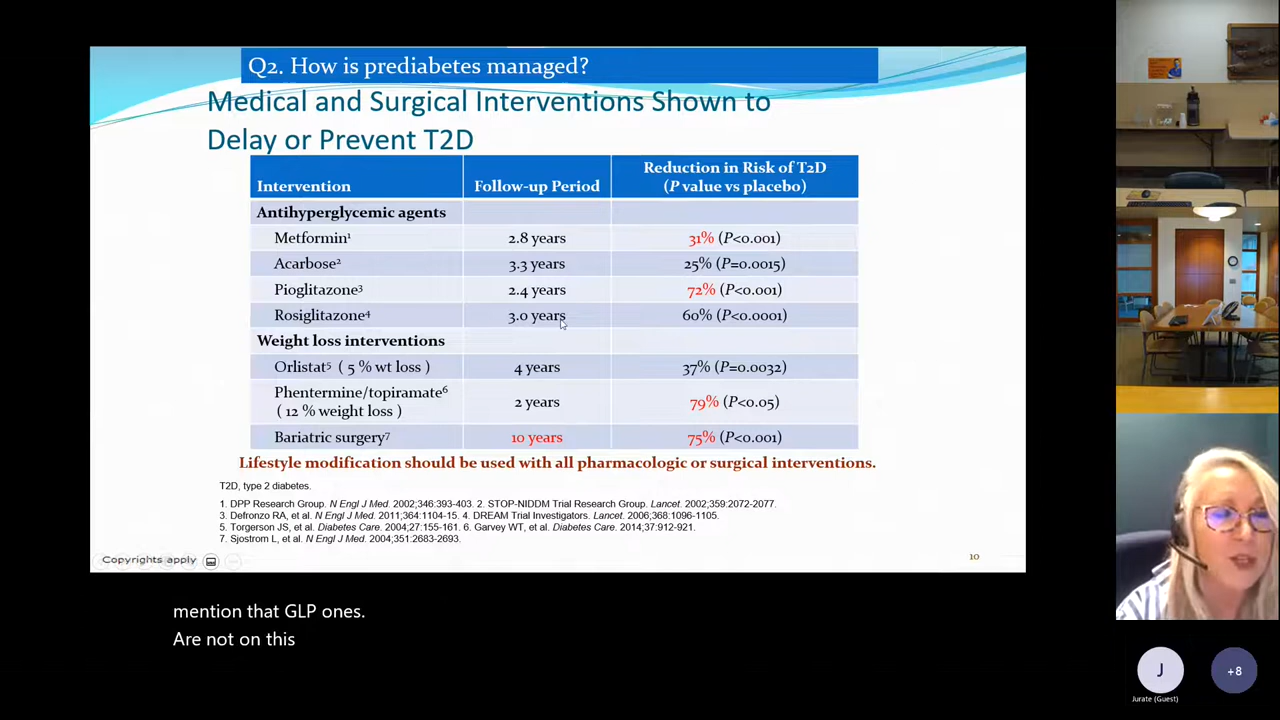 Q2. How is prediabetes managed?
Medical and Surgical Interventions Shown to
Delay or Prevent T2D
Intervention Follow-up Period Reduction in Risk of T2D
(P value vs placebo)
Antihyperglycemic agents
Metformin¹ 2.8 years 31% (P<0.001)
Acarbose² 3.3 years 25% (P=0.0015)
Pioglitazone³ 2.4 years 72% (P<0.001)
Rosiglitazone⁴ 3.0 years 60% (P<0.0001)
Weight loss interventions
Orlistat⁵ ( 5 % wt loss ) 4 years 37% (P=0.0032)
Phentermine/topiramate⁶
( 12 % weight loss ) 2 years 79% (P<0.05)
Bariatric surgery⁷ 10 years 75% (P<0.001)
Lifestyle modification should be used with all pharmacologic or surgical interventions.
T2D, type 2 diabetes.
1. DPP Research Group. N Engl J Med. 2002;346:393-403. 2. STOP-NIDDM Trial Research Group. Lancet. 2002;359:2072-2077.
3. Defronzo RA, et al. N Engl J Med. 2011;364:1104-15. 4. DREAM Trial Investigators. Lancet. 2006;368:1096-1105.
5. Torgerson JS, et al. Diabetes Care. 2004;27:155-161. 6. Garvey WT, et al. Diabetes Care. 2014;37:912-921.
7. Sjostrom L, et al. N Engl J Med. 2004;351:2683-2693.
Copyrights apply
10
mention that GLP ones.
Are not on this
J
+8
Jurate (Guest)